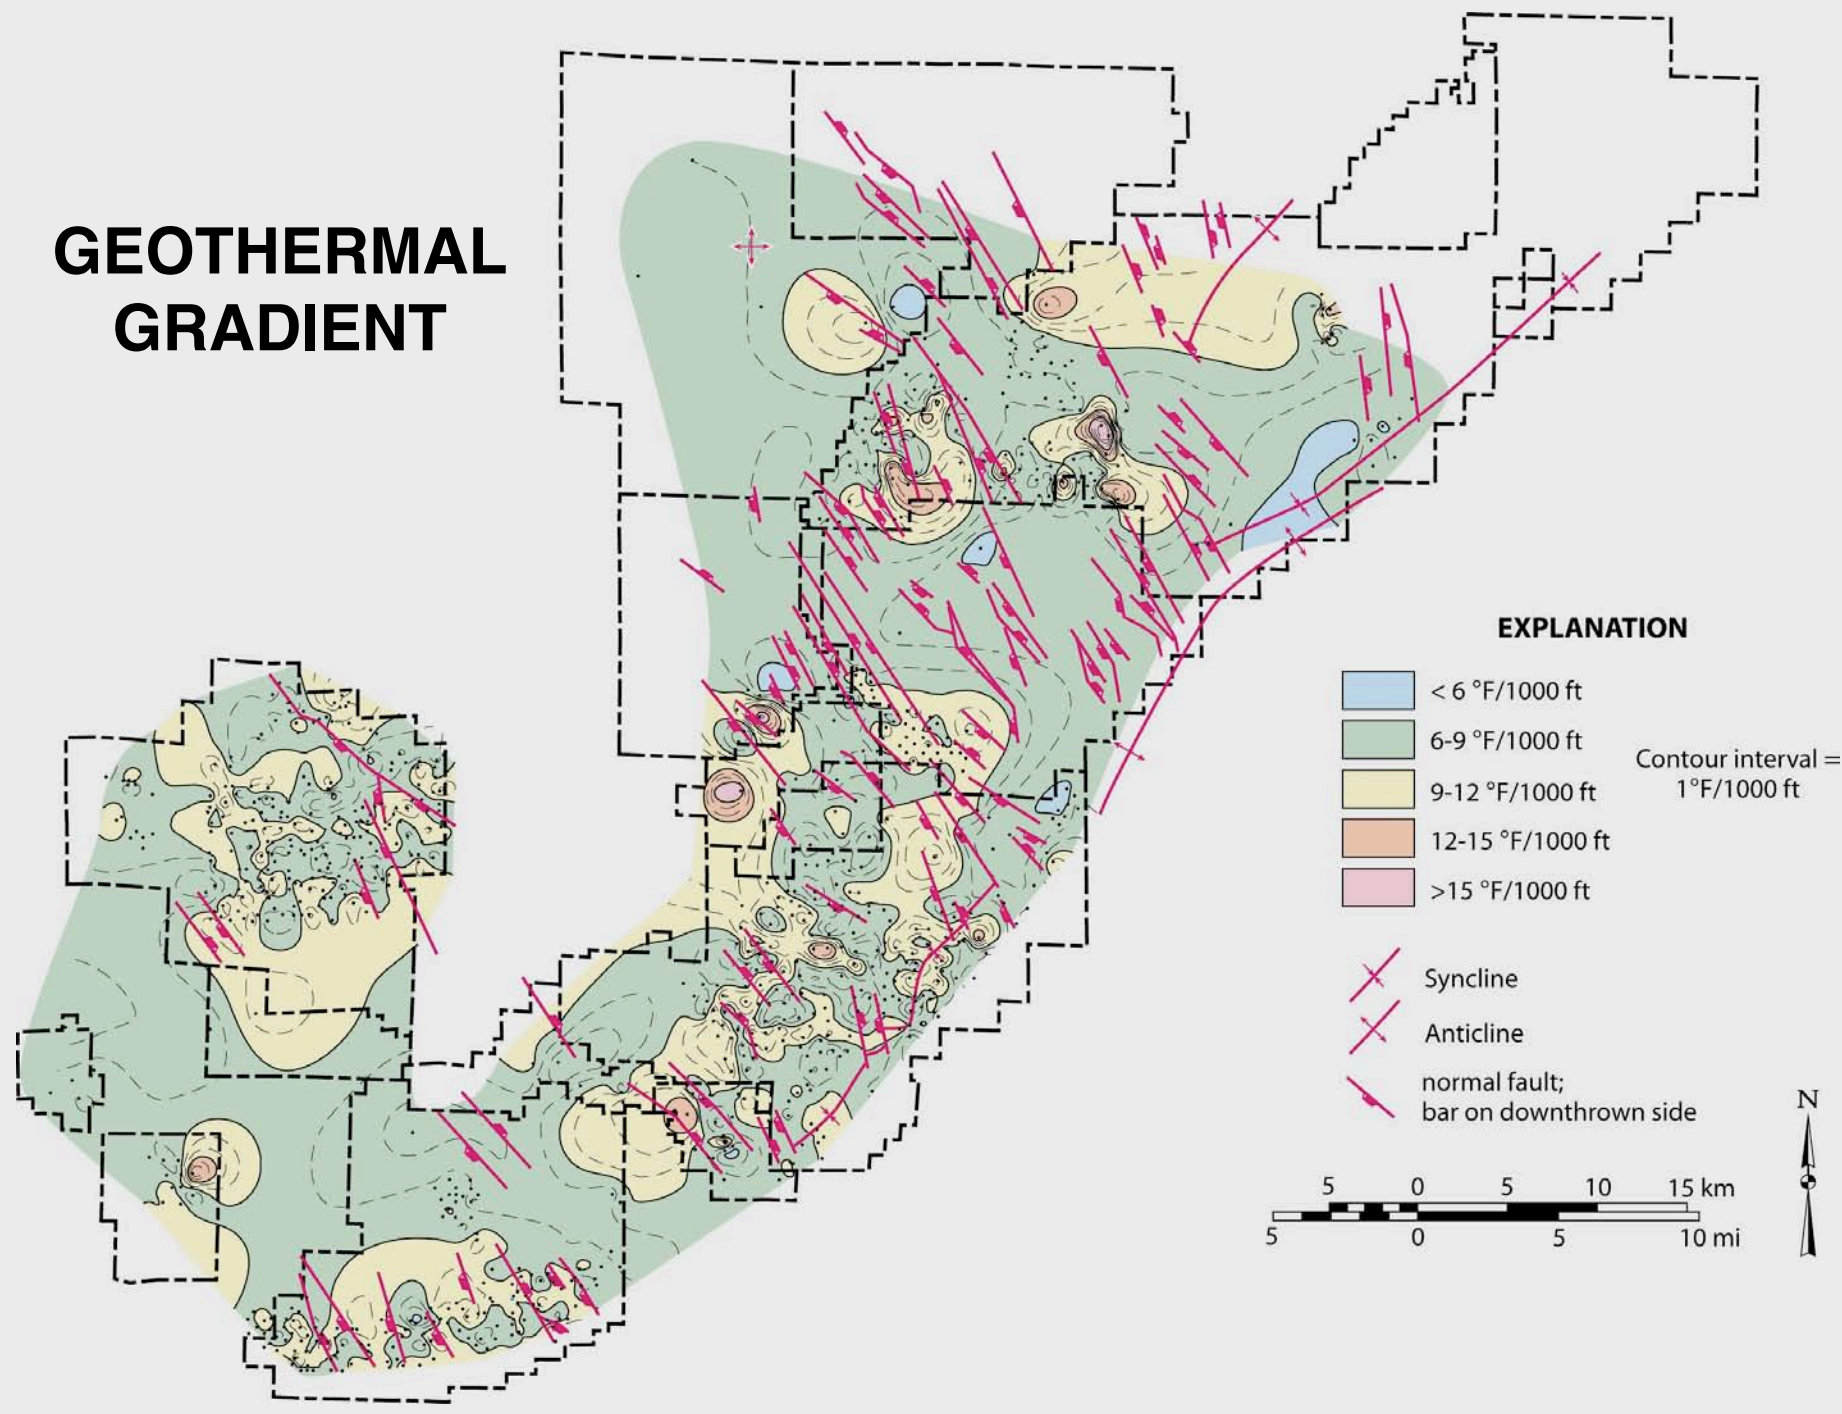 GEOTHERMAL
GRADIENT
EXPLANATION
< 6 °F/1000 ft
6-9 °F/1000 ft
9-12 °F/1000 ft
12-15 °F/1000 ft
>15 °F/1000 ft
Contour interval =
1°F/1000 ft
Syncline
Anticline
normal fault;
bar on downthrown side
N
5 0 5 10 15 km
5 0 5 10 mi